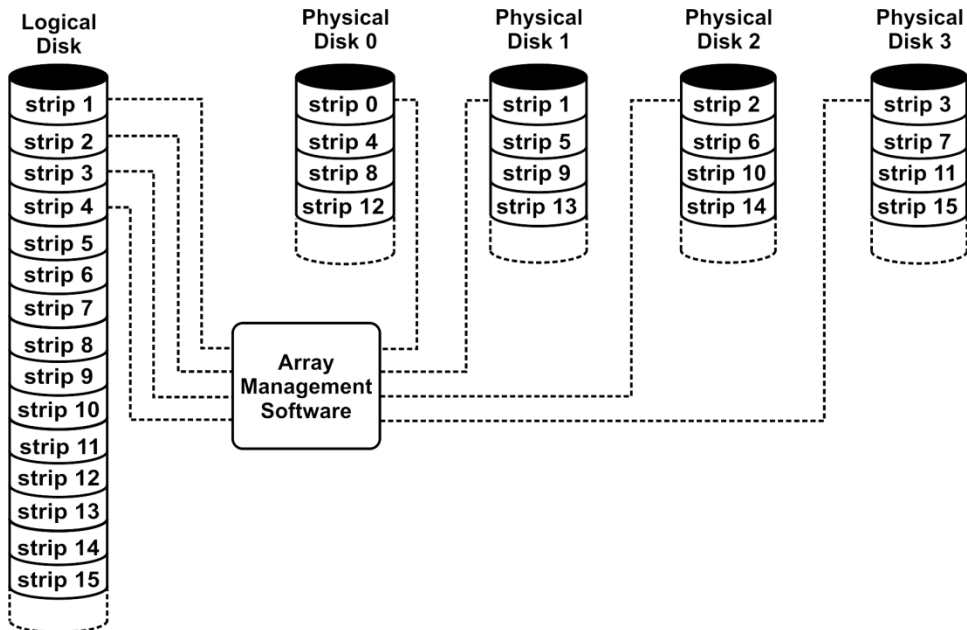 Logical
Disk
strip 1
strip 2
strip 3
strip 4
strip 5
strip 6
strip 7
strip 8
strip 9
strip 10
strip 11
strip 12
strip 13
strip 14
strip 15
Physical
Disk 0
strip 0
strip 4
strip 8
strip 12
Physical
Disk 1
strip 1
strip 5
strip 9
strip 13
Physical
Disk 2
strip 2
strip 6
strip 10
strip 14
Physical
Disk 3
strip 3
strip 7
strip 11
strip 15
Array
Management
Software